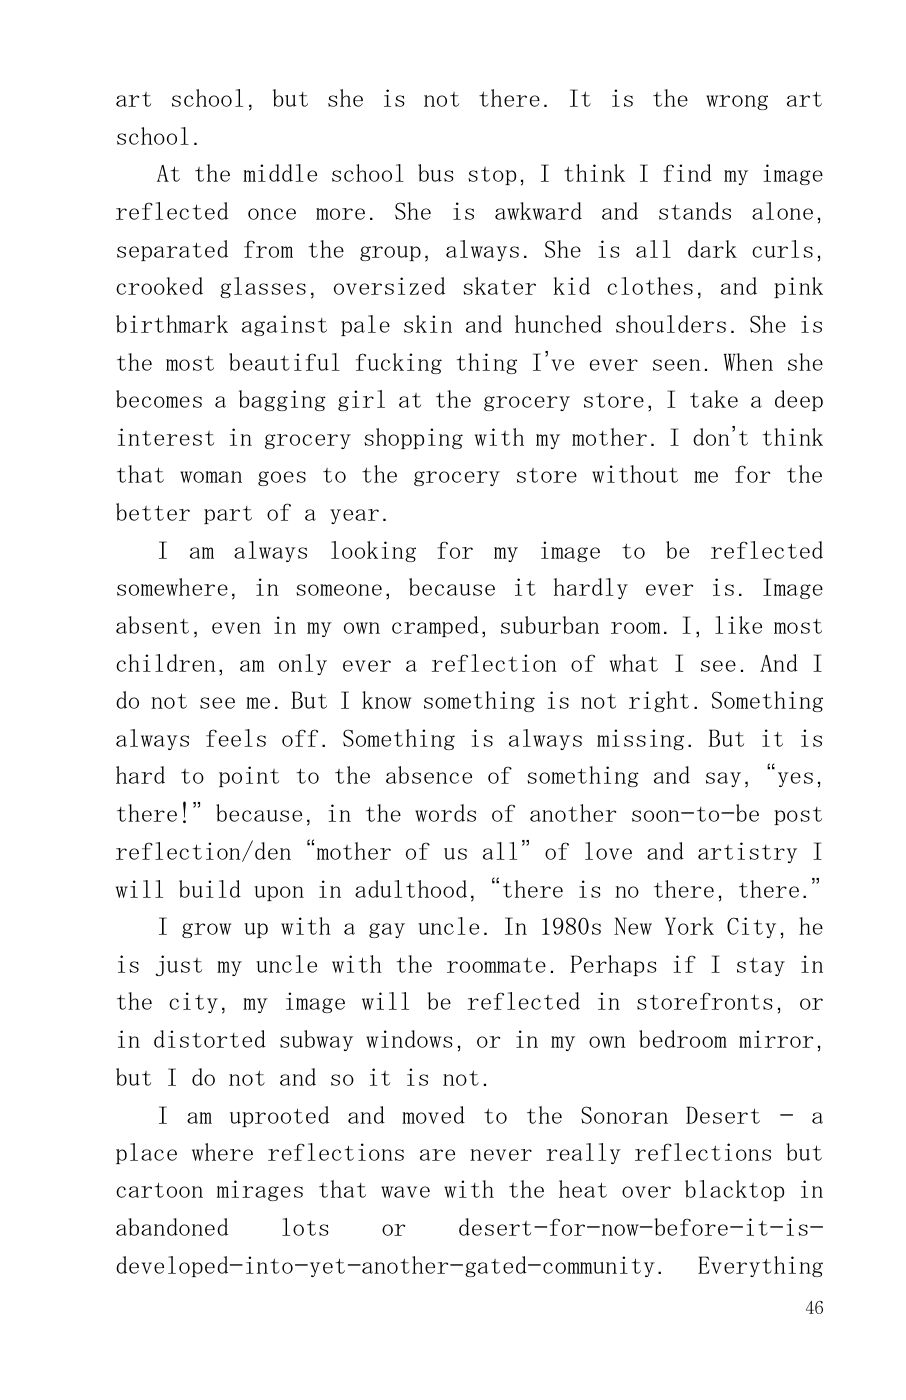 art school, but she is not there. It is the wrong art
school.
At the middle school bus stop, I think I find my image
reflected once more. She is awkward and stands alone,
separated from the group, always. She is all dark curls,
crooked glasses, oversized skater kid clothes, and pink
birthmark against pale skin and hunched shoulders. She is
the most beautiful fucking thing I’ve ever seen. When she
becomes a bagging girl at the grocery store, I take a deep
interest in grocery shopping with my mother. I don’t think
that woman goes to the grocery store without me for the
better part of a year.
I am always looking for my image to be reflected
somewhere, in someone, because it hardly ever is. Image
absent, even in my own cramped, suburban room. I, like most
children, am only ever a reflection of what I see. And I
do not see me. But I know something is not right. Something
always feels off. Something is always missing. But it is
hard to point to the absence of something and say, “yes,
there!” because, in the words of another soon-to-be post
reflection/den “mother of us all” of love and artistry I
will build upon in adulthood, “there is no there, there.”
I grow up with a gay uncle. In 1980s New York City, he
is just my uncle with the roommate. Perhaps if I stay in
the city, my image will be reflected in storefronts, or
in distorted subway windows, or in my own bedroom mirror,
but I do not and so it is not.
I am uprooted and moved to the Sonoran Desert – a
place where reflections are never really reflections but
cartoon mirages that wave with the heat over blacktop in
abandoned lots or desert-for-now-before-it-is-
developed-into-yet-another-gated-community. Everything
46